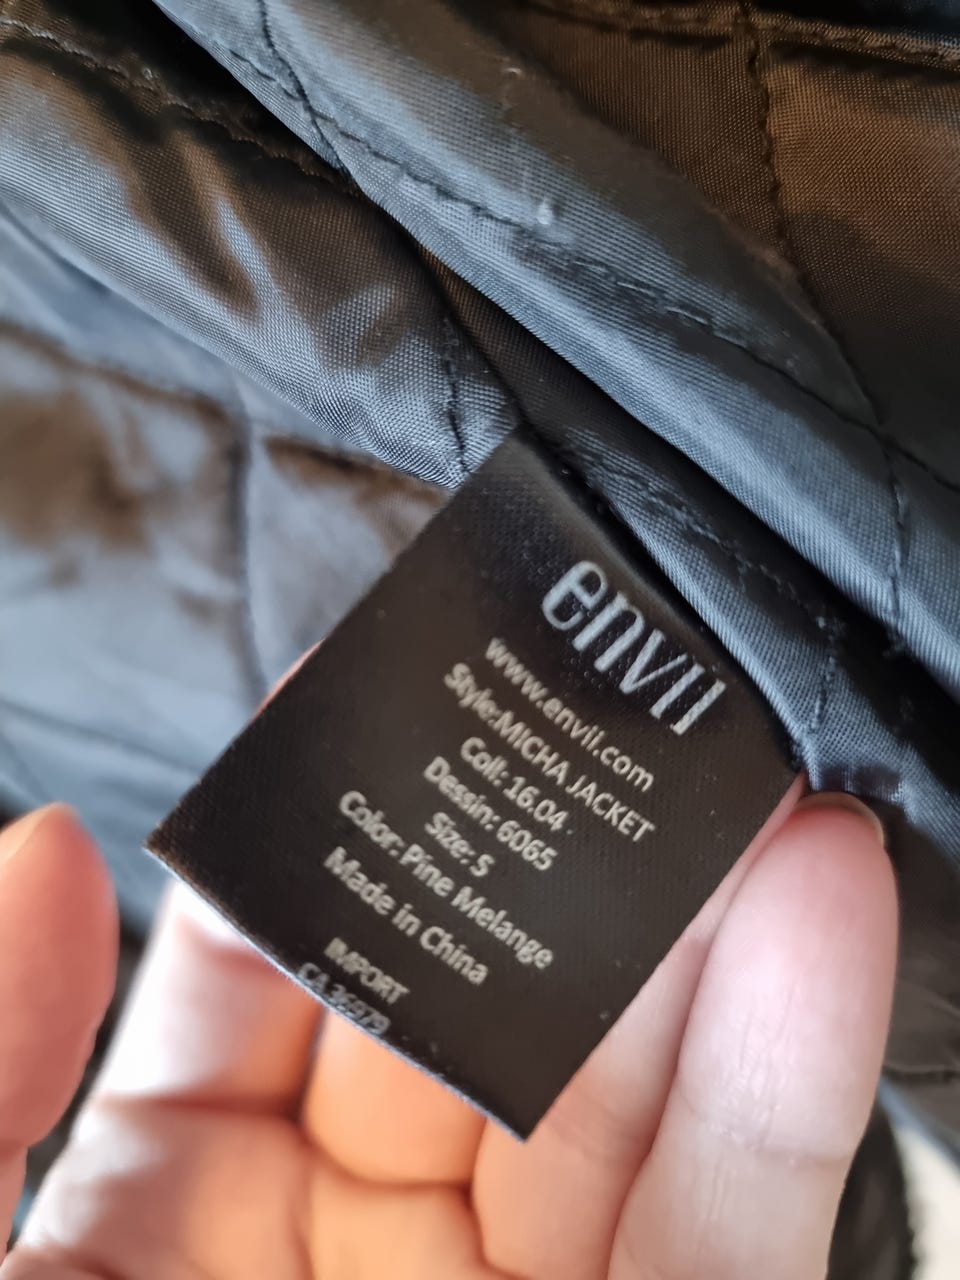 envii
www.envii.com
Style:MICHA JACKET
Coll: 16.04
Dessin: 6065
Size: S
Color: Pine Melange
Made in China
IMPORT